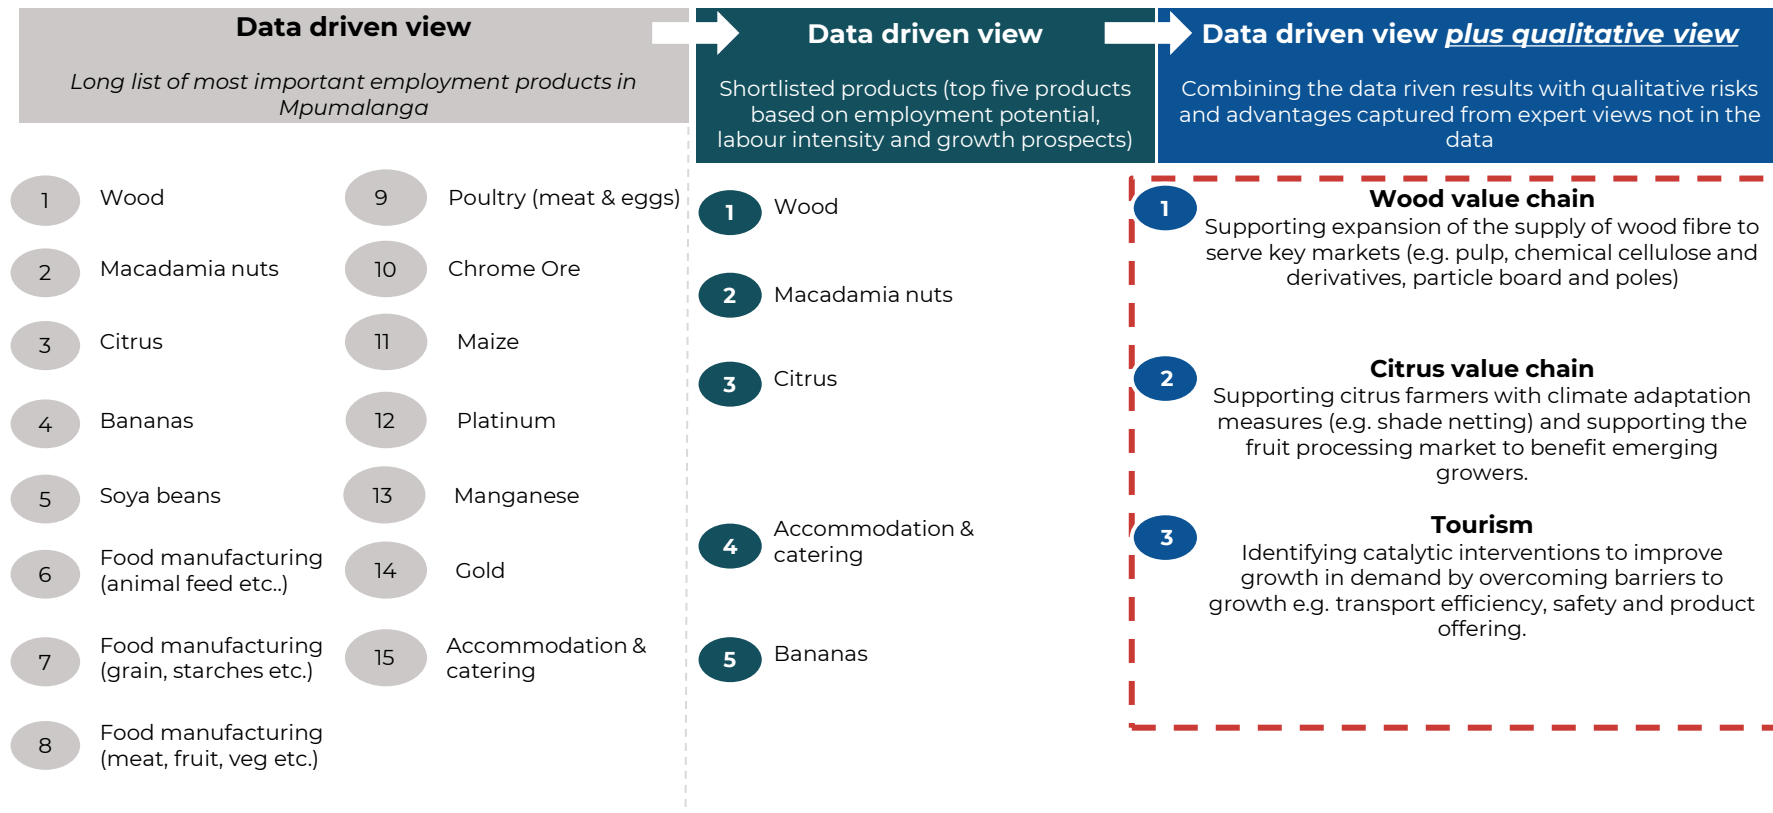 Data driven view
Long list of most important employment products in
Mpumalanga
1
Wood
2
Macadamia nuts
3
Citrus
4
Bananas
5
Soya beans
6
Food manufacturing
(animal feed etc..)
7
Food manufacturing
(grain, starches etc.)
8
Food manufacturing
(meat, fruit, veg etc.)
9
Poultry (meat & eggs)
10
Chrome Ore
11
Maize
12
Platinum
13
Manganese
14
Gold
15
Accommodation &
catering
Data driven view
Shortlisted products (top five products
based on employment potential,
labour intensity and growth prospects)
1
Wood
2
Macadamia nuts
3
Citrus
4
Accommodation &
catering
5
Bananas
Data driven view plus qualitative view
Combining the data riven results with qualitative risks
and advantages captured from expert views not in the
data
1
Wood value chain
Supporting expansion of the supply of wood fibre to
serve key markets (e.g. pulp, chemical cellulose and
derivatives, particle board and poles)
2
Citrus value chain
Supporting citrus farmers with climate adaptation
measures (e.g. shade netting) and supporting the
fruit processing market to benefit emerging
growers.
3
Tourism
Identifying catalytic interventions to improve
growth in demand by overcoming barriers to
growth e.g. transport efficiency, safety and product
offering.